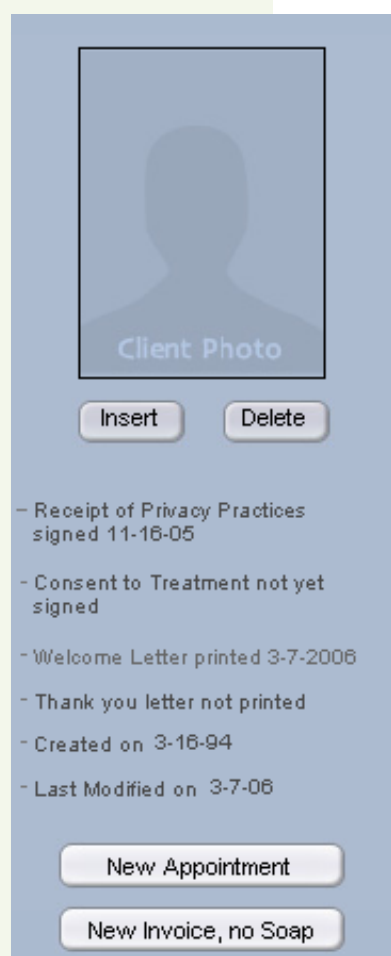 Client Photo
Insert Delete
- Receipt of Privacy Practices
signed 11-16-05
- Consent to Treatment not yet
signed
- Welcome Letter printed 3-7-2006
- Thank you letter not printed
- Created on 3-16-94
- Last Modified on 3-7-06
New Appointment
New Invoice, no Soap